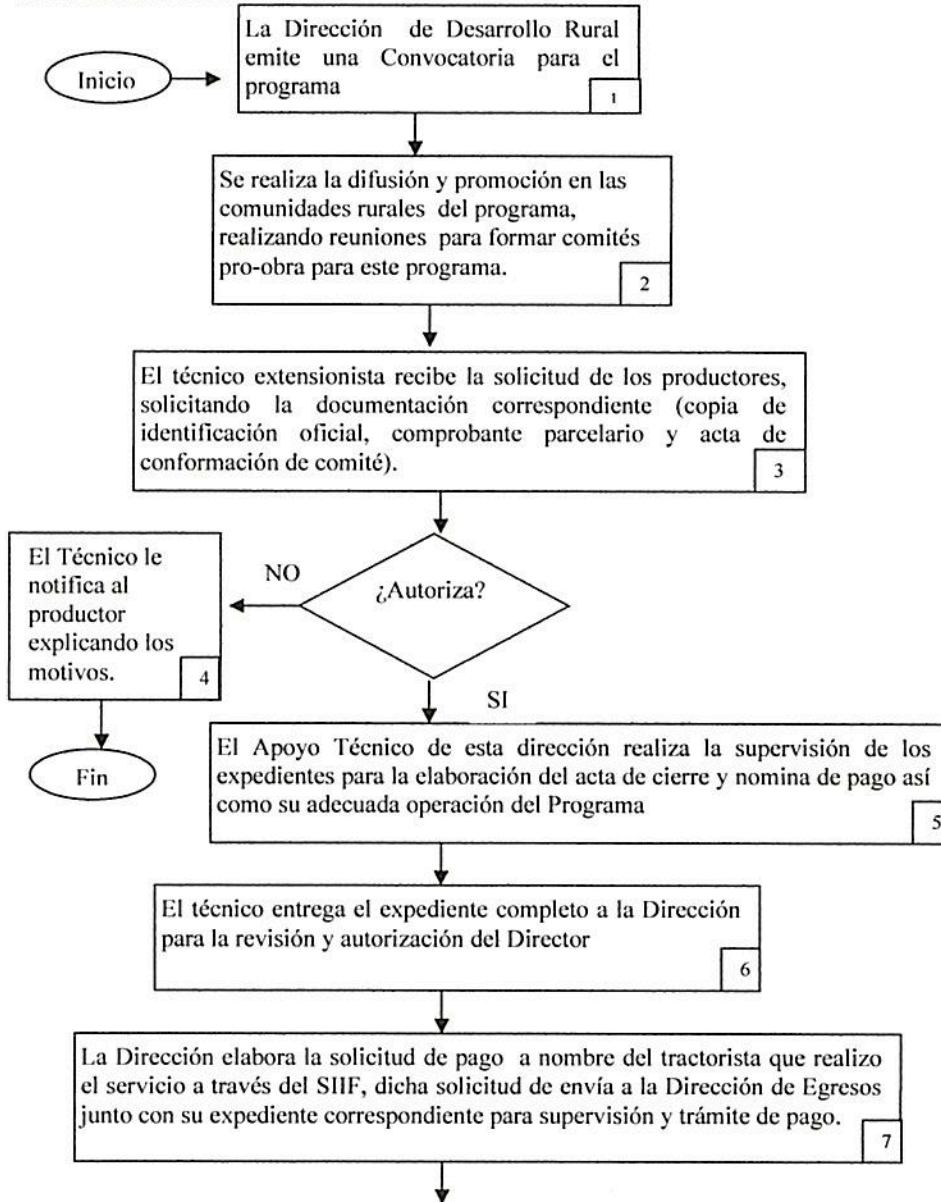 La Dirección de Desarrollo Rural
emite una Convocatoria para el
programa
1
Inicio
Se realiza la difusión y promoción en las
comunidades rurales del programa,
realizando reuniones para formar comités
pro-obra para este programa.
2
El técnico extensionista recibe la solicitud de los productores,
solicitando la documentación correspondiente (copia de
identificación oficial, comprobante parcelario y acta de
conformación de comité).
3
¿Autoriza?
NO
El Técnico le
notifica al
productor
explicando los
motivos.
4
Fin
SI
El Apoyo Técnico de esta dirección realiza la supervisión de los
expedientes para la elaboración del acta de cierre y nomina de pago así
como su adecuada operación del Programa
5
El técnico entrega el expediente completo a la Dirección
para la revisión y autorización del Director
6
La Dirección elabora la solicitud de pago a nombre del tractorista que realizo
el servicio a través del SIIF, dicha solicitud de envía a la Dirección de Egresos
junto con su expediente correspondiente para supervisión y trámite de pago.
7